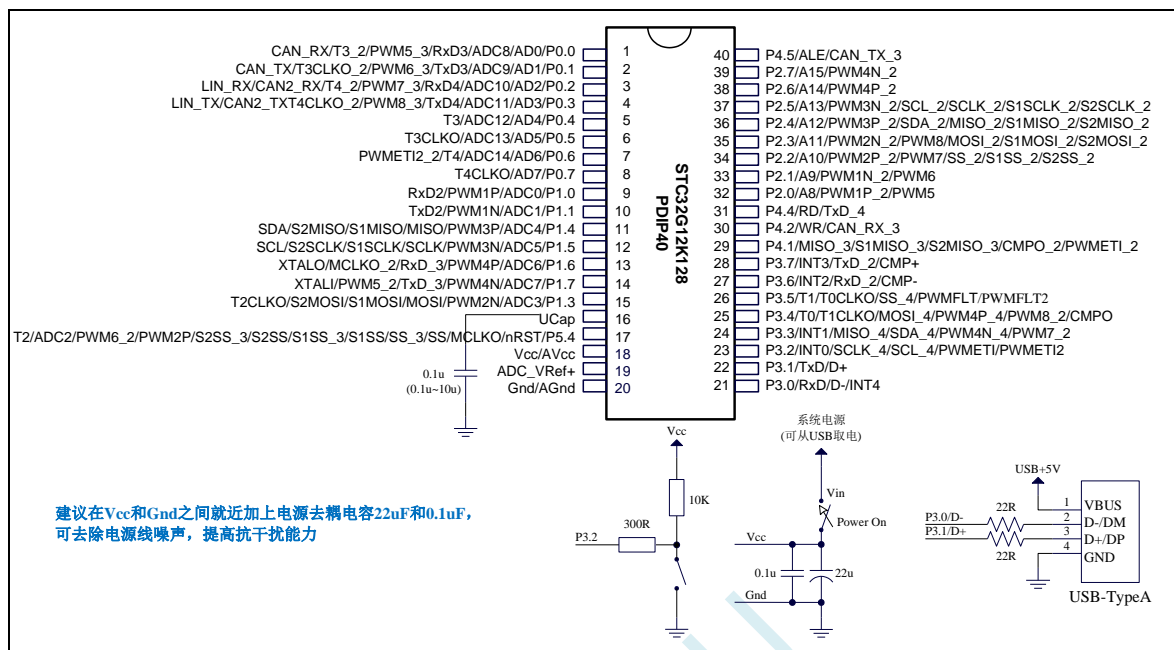 CAN_RX/T3_2/PWM5_3/RxD3/ADC8/AD0/P0.0
CAN_TX/T3CLKO_2/PWM6_3/TxD3/ADC9/AD1/P0.1
LIN_RX/CAN2_RX/T4_2/PWM7_3/RxD4/ADC10/AD2/P0.2
LIN_TX/CAN2_TXT4CLKO_2/PWM8_3/TxD4/ADC11/AD3/P0.3
T3/ADC12/AD4/P0.4
T3CLKO/ADC13/AD5/P0.5
PWMETI2_2/T4/ADC14/AD6/P0.6
T4CLKO/AD7/P0.7
RxD2/PWM1P/ADC0/P1.0
TxD2/PWM1N/ADC1/P1.1
SDA/S2MISO/S1MISO/MISO/PWM3P/ADC4/P1.4
SCL/S2SCLK/S1SCLK/SCLK/PWM3N/ADC5/P1.5
XTALO/MCLKO_2/RxD_3/PWM4P/ADC6/P1.6
XTALI/PWM5_2/TxD_3/PWM4N/ADC7/P1.7
T2CLKO/S2MOSI/S1MOSI/MOSI/PWM2N/ADC3/P1.3
UCap
T2/ADC2/PWM6_2/PWM2P/S2SS_3/S2SS/S1SS_3/S1SS/SS_3/SS/MCLKO/nRST/P5.4
Vcc/AVcc
ADC_VRef+
Gnd/AGnd
1
2
3
4
5
6
7
8
9
10
11
12
13
14
15
16
17
18
19
20
STC32G12K128
PDIP40
40
39
38
37
36
35
34
33
32
31
30
29
28
27
26
25
24
23
22
21
P4.5/ALE/CAN_TX_3
P2.7/A15/PWM4N_2
P2.6/A14/PWM4P_2
P2.5/A13/PWM3N_2/SCL_2/SCLK_2/S1SCLK_2/S2SCLK_2
P2.4/A12/PWM3P_2/SDA_2/MISO_2/S1MISO_2/S2MISO_2
P2.3/A11/PWM2N_2/PWM8/MOSI_2/S1MOSI_2/S2MOSI_2
P2.2/A10/PWM2P_2/PWM7/SS_2/S1SS_2/S2SS_2
P2.1/A9/PWM1N_2/PWM6
P2.0/A8/PWM1P_2/PWM5
P4.4/RD/TxD_4
P4.2/WR/CAN_RX_3
P4.1/MISO_3/S1MISO_3/S2MISO_3/CMPO_2/PWMETI_2
P3.7/INT3/TxD_2/CMP+
P3.6/INT2/RxD_2/CMP-
P3.5/T1/T0CLKO/SS_4/PWMFLT/PWMFLT2
P3.4/T0/T1CLKO/MOSI_4/PWM4P_4/PWM8_2/CMPO
P3.3/INT1/MISO_4/SDA_4/PWM4N_4/PWM7_2
P3.2/INT0/SCLK_4/SCL_4/PWMETI/PWMETI2
P3.1/TxD/D+
P3.0/RxD/D-/INT4
0.1u
(0.1u~10u)
建议在Vcc和Gnd之间就近加上电源去耦电容22uF和0.1uF，
可去除电源线噪声，提高抗干扰能力
Vcc
10K
300R
P3.2
系统电源
(可从USB取电)
Vin
Power On
Vcc
0.1u
22u
Gnd
USB+5V
P3.0/D-
P3.1/D+
22R
22R
1
2
3
4
VBUS
D-/DM
D+/DP
GND
USB-TypeA